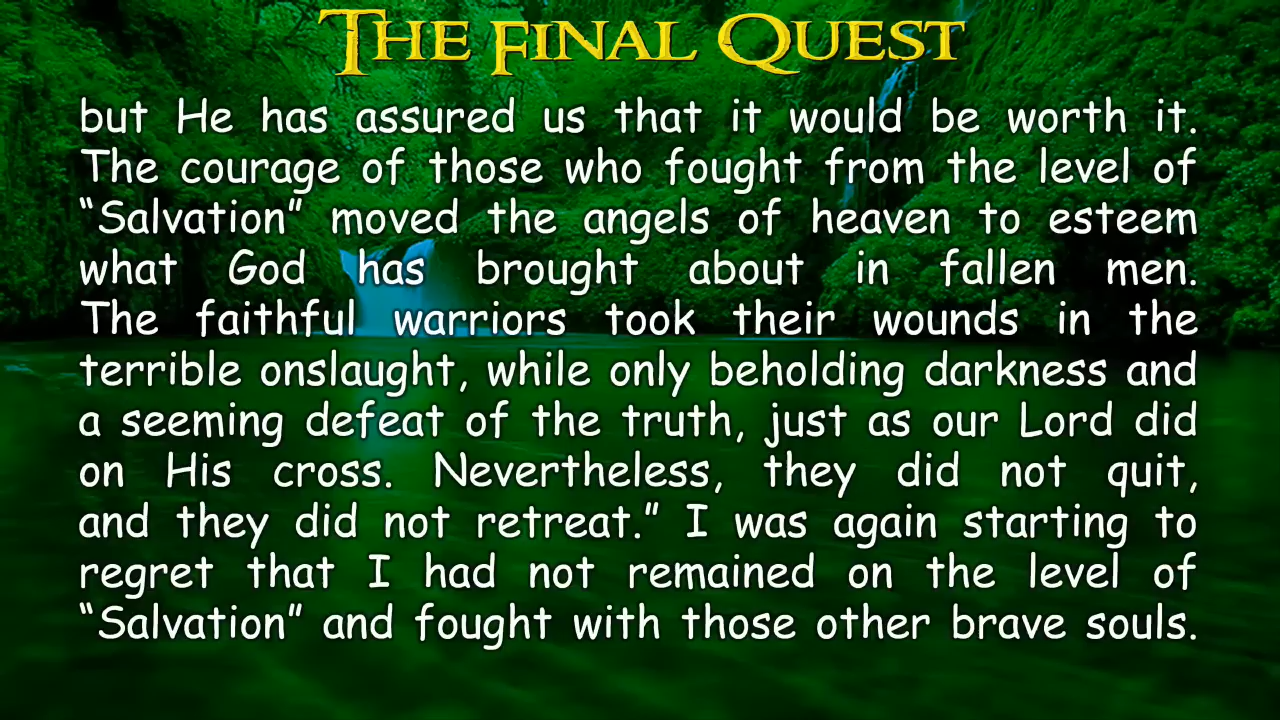 THE FINAL QUEST
but He has assured us that it would be worth it.
The courage of those who fought from the level of
“Salvation” moved the angels of heaven to esteem
what God has brought about in fallen men.
The faithful warriors took their wounds in the
terrible onslaught, while only beholding darkness and
a seeming defeat of the truth, just as our Lord did
on His cross. Nevertheless, they did not quit,
and they did not retreat.” I was again starting to
regret that I had not remained on the level of
“Salvation” and fought with those other brave souls.